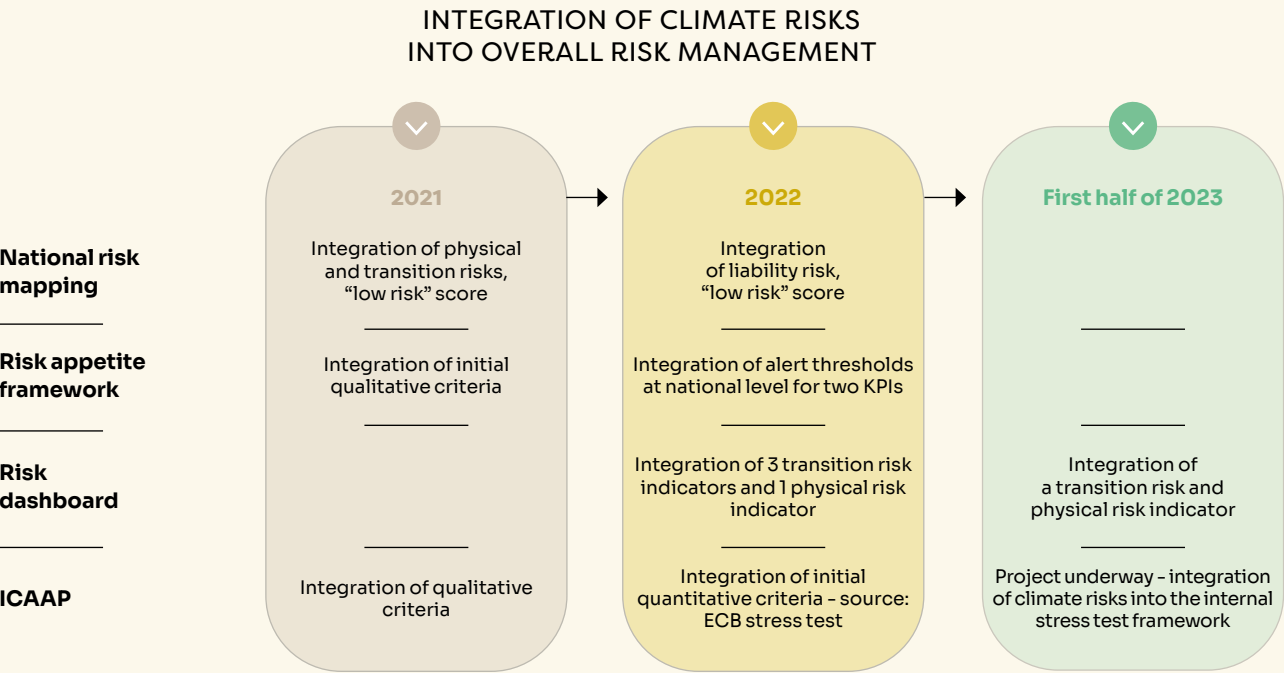 INTEGRATION OF CLIMATE RISKS
INTO OVERALL RISK MANAGEMENT
2021
2022
First half of 2023
National risk
mapping
Integration of physical
and transition risks,
“low risk” score
Integration
of liability risk,
“low risk” score
Risk appetite
framework
Integration of initial
qualitative criteria
Integration of alert thresholds
at national level for two KPIs
Risk
dashboard
Integration of 3 transition risk
indicators and 1 physical risk
indicator
Integration of
a transition risk and
physical risk indicator
ICAAP
Integration of qualitative
criteria
Integration of initial
quantitative criteria - source:
ECB stress test
Project underway - integration
of climate risks into the internal
stress test framework